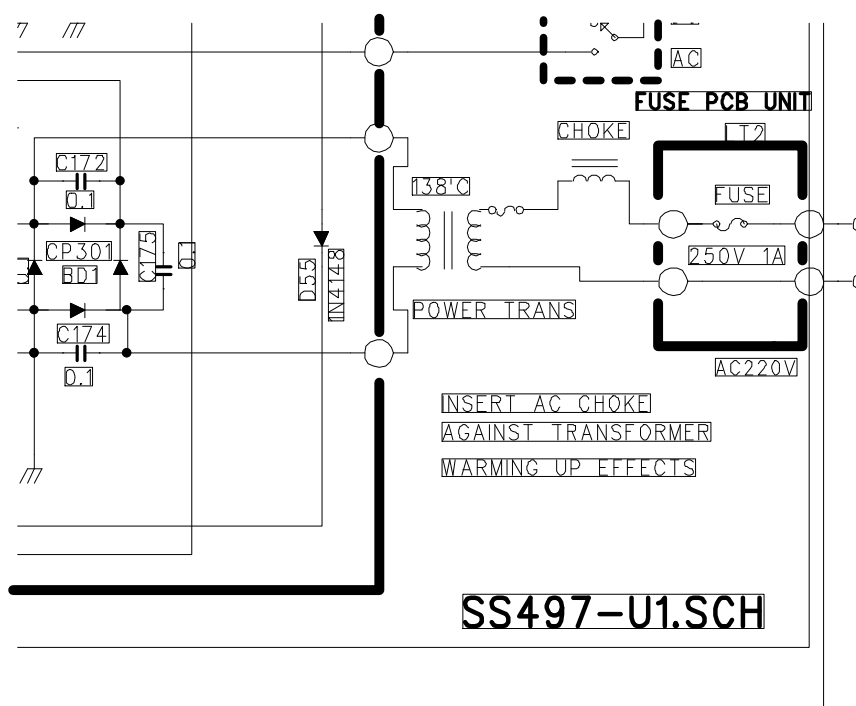 AC
FUSE PCB UNIT
CHOKE
LT2
C172
138'C
0.1
FUSE
CP301
C175
0.1
250V 1A
BD1
D55
1N4148
POWER TRANS
C174
AC220V
0.1
INSERT AC CHOKE
AGAINST TRANSFORMER
WARMING UP EFFECTS
SS497-U1.SCH